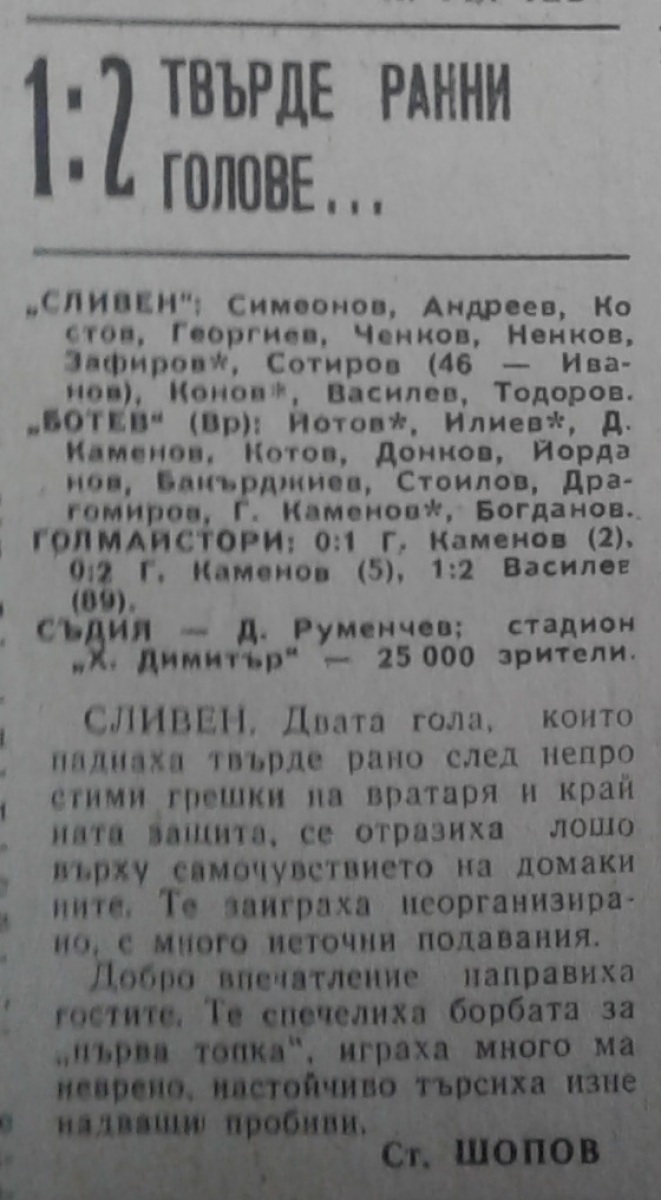 1:2 ТВЪРДЕ РАННИ
ГОЛОВЕ...
„СЛИВЕН“: Симеонов, Андреев, Ко
стов, Георгиев, Ченков, Ненков,
Зафиров*, Сотиров (46 — Ива-
нов), Конов*, Василев, Тодоров.
„БОТЕВ“ (Вр): Йотов*, Илиев*, Д.
Каменов, Котов, Донков, Йорда
нов, Бакърджиев, Стоилов, Дра-
гомиров, Г. Каменов*, Богданов.
ГОЛМАЙСТОРИ: 0:1 Г. Каменов (2),
0:2 Г. Каменов (5), 1:2 Василев
(89).
СЪДИЯ — Д. Руменчев; стадион
„Х. Димитър“ — 25 000 зрители.
СЛИВЕН. Двата гола, които
паднаха твърде рано след непро
стими грешки на вратаря и край
ната защита, се отразиха лошо
върху самочувствието на домаки
ните. Те заиграха неорганизира-
но, с много неточни подавания.
Добро впечатление направиха
гостите. Те спечелиха борбата за
„първа топка“, играха много ма
неврено, настойчиво търсиха изне
надващи пробиви.
Ст. ШОПОВ